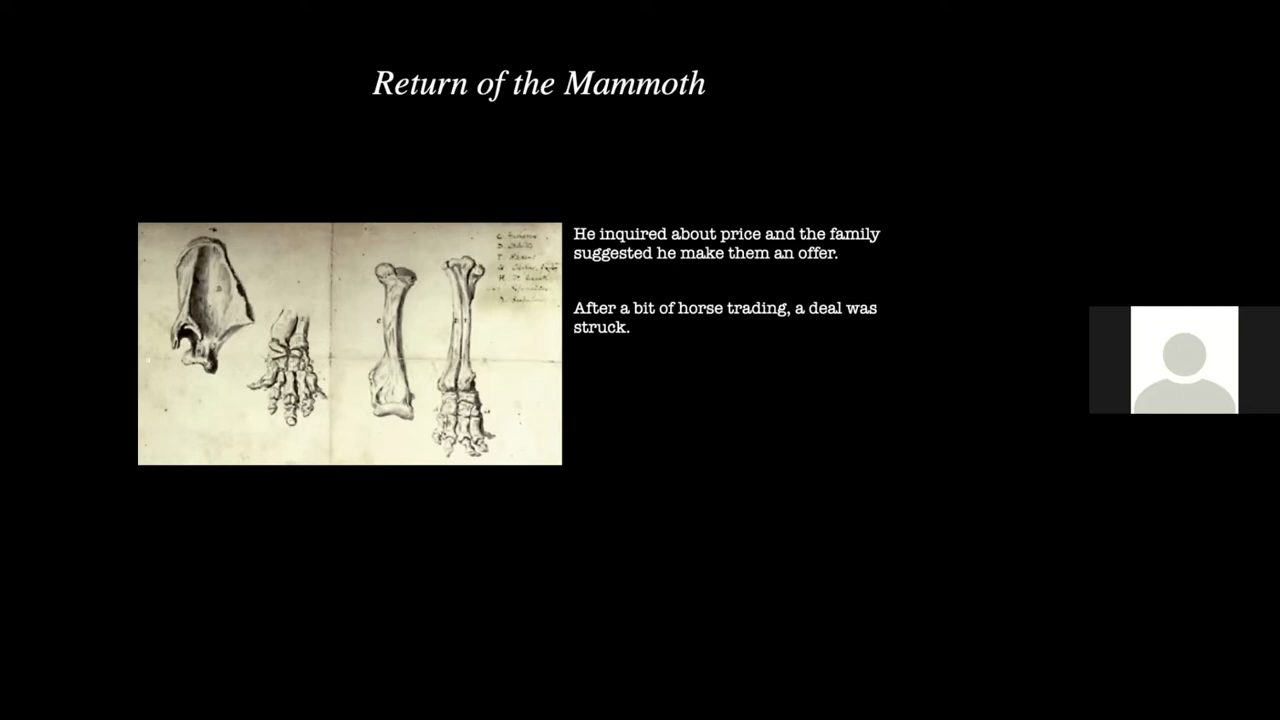 Return of the Mammoth
He inquired about price and the family
suggested he make them an offer.
After a bit of horse trading, a deal was
struck.